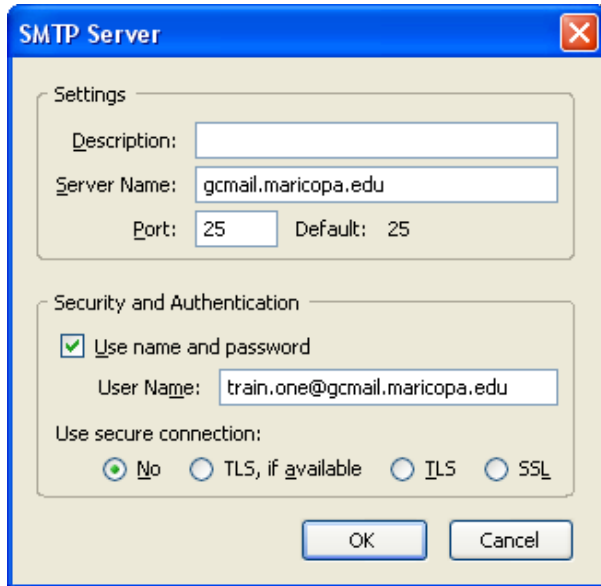 SMTP Server
Settings
Description:
Server Name: gcmail.maricopa.edu
Port: 25 Default: 25
Security and Authentication
Use name and password
User Name: train.one@gcmail.maricopa.edu
Use secure connection:
No TLS, if available TLS SSL
OK Cancel